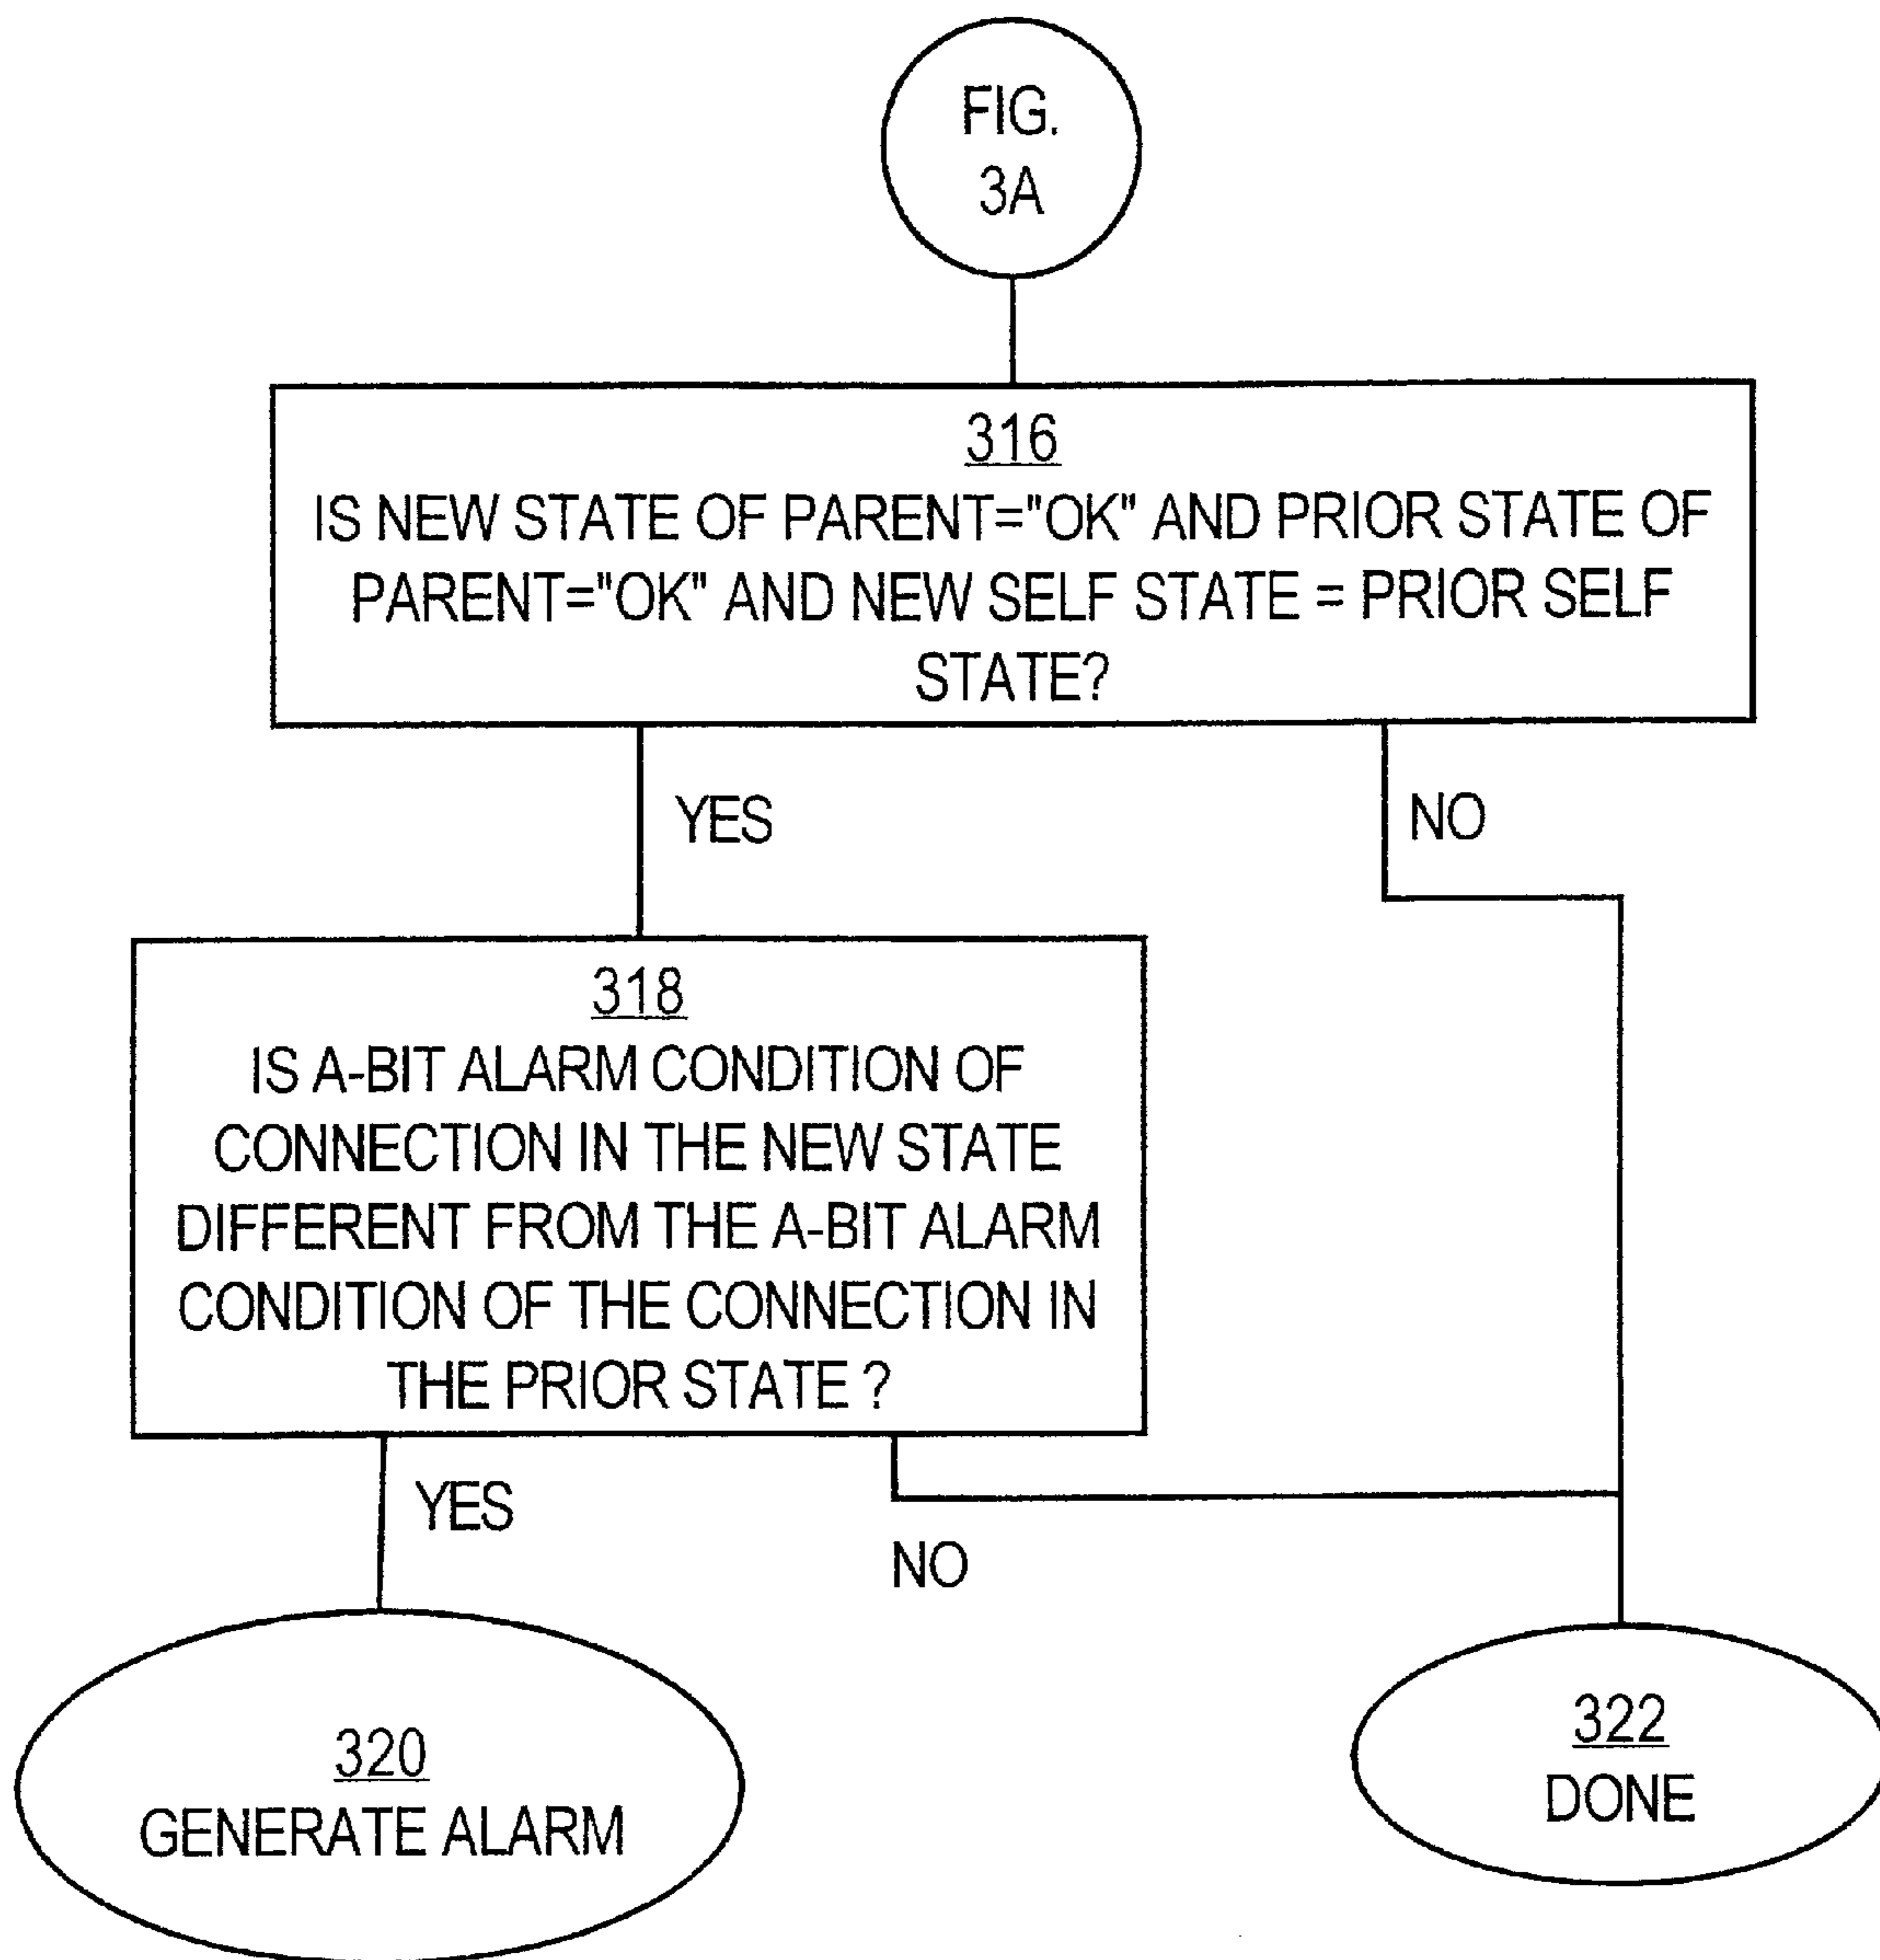 FIG.
3A
316
IS NEW STATE OF PARENT="OK" AND PRIOR STATE OF
PARENT="OK" AND NEW SELF STATE = PRIOR SELF
STATE?
YES
NO
318
IS A-BIT ALARM CONDITION OF
CONNECTION IN THE NEW STATE
DIFFERENT FROM THE A-BIT ALARM
CONDITION OF THE CONNECTION IN
THE PRIOR STATE ?
YES
NO
320
GENERATE ALARM
322
DONE